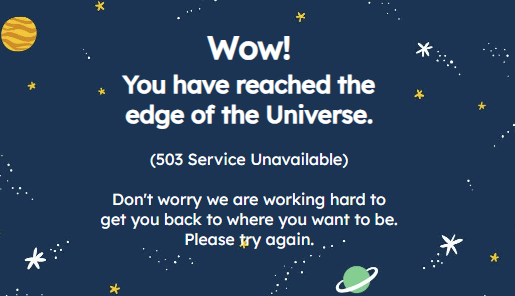 Wow!
You have reached the
edge of the Universe.
(503 Service Unavailable)
Don't worry we are working hard to
get you back to where you want to be.
Please try again.